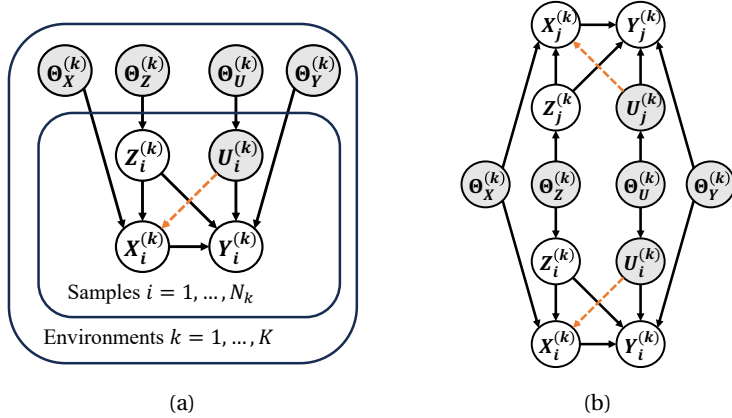 Θ_X^(k) Θ_Z^(k) Θ_U^(k) Θ_Y^(k)
Z_i^(k) U_i^(k)
X_i^(k) Y_i^(k)
Samples i = 1, …, N_k
Environments k = 1, …, K
(a)
X_j^(k) Y_j^(k)
Z_j^(k) U_j^(k)
Θ_X^(k) Θ_Z^(k) Θ_U^(k) Θ_Y^(k)
Z_i^(k) U_i^(k)
X_i^(k) Y_i^(k)
(b)